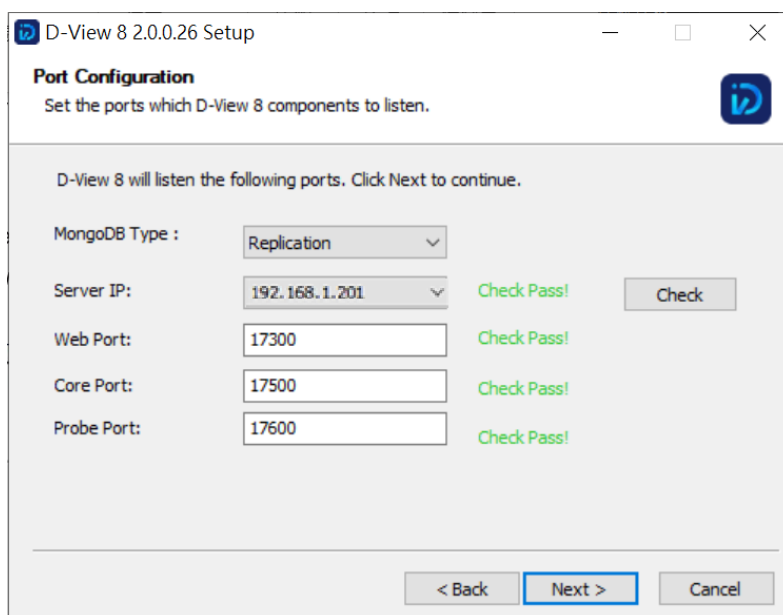 D-View 8 2.0.0.26 Setup
Port Configuration
Set the ports which D-View 8 components to listen.
D-View 8 will listen the following ports. Click Next to continue.
MongoDB Type : Replication
Server IP: 192.168.1.201 Check Pass! Check
Web Port: 17300 Check Pass!
Core Port: 17500 Check Pass!
Probe Port: 17600 Check Pass!
< Back Next > Cancel